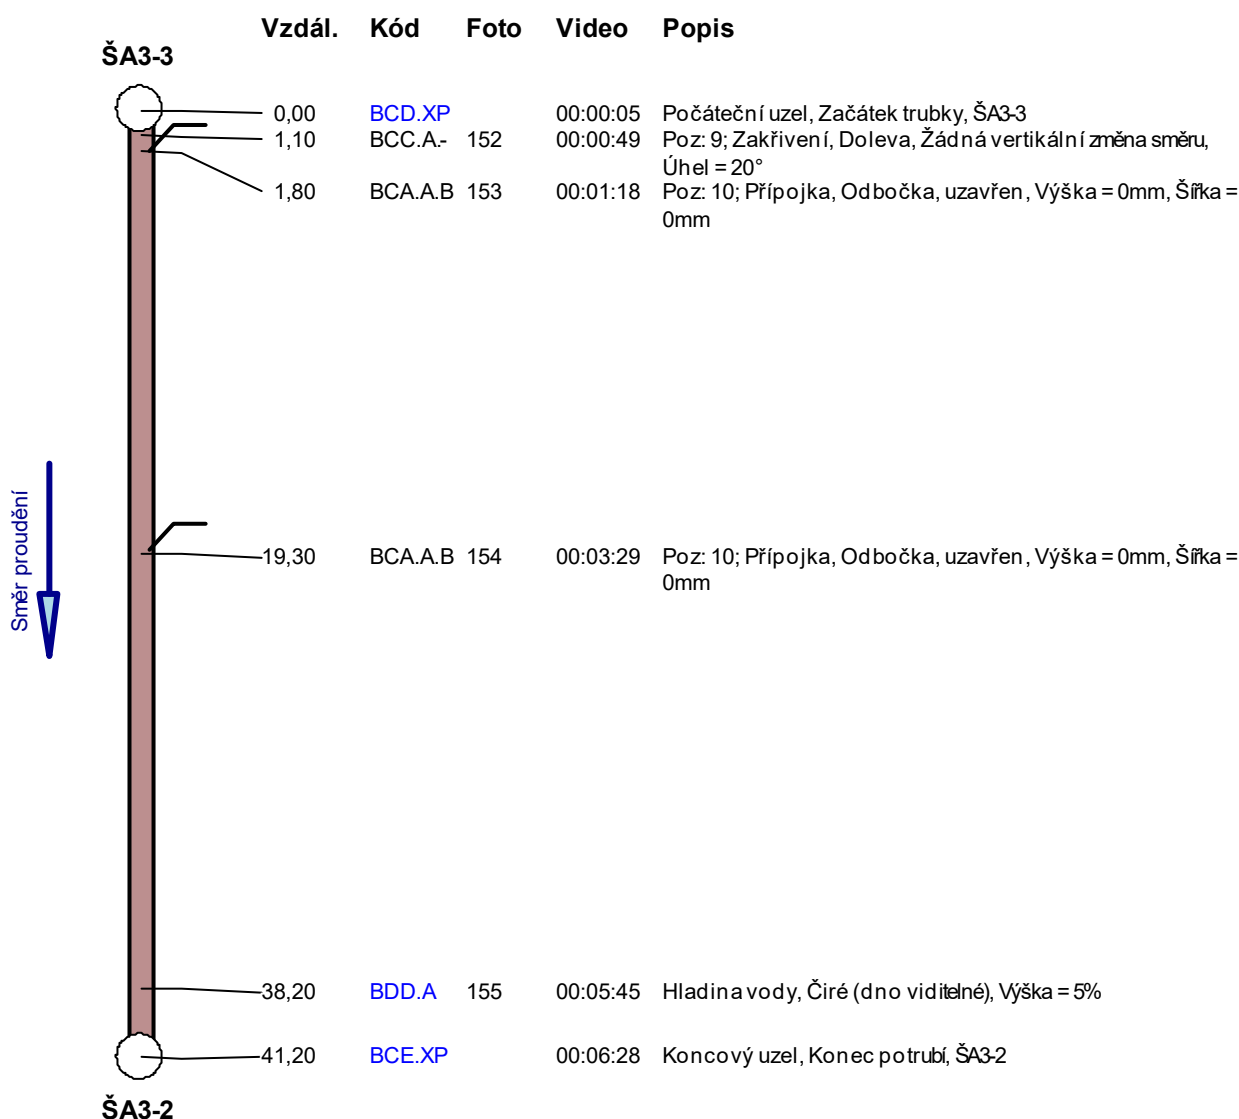 Vzdál. Kód Foto Video Popis
ŠA3-3
0,00 BCD.XP 00:00:05 Počáteční uzel, Začátek trubky, ŠA3-3
1,10 BCC.A.- 152 00:00:49 Poz: 9; Zakřivení, Doleva, Žádná vertikální změna směru,
Úhel = 20°
1,80 BCA.A.B 153 00:01:18 Poz: 10; Přípojka, Odbočka, uzavřen, Výška = 0mm, Šířka =
0mm
Směr proudění
19,30 BCA.A.B 154 00:03:29 Poz: 10; Přípojka, Odbočka, uzavřen, Výška = 0mm, Šířka =
0mm
38,20 BDD.A 155 00:05:45 Hladina vody, Čiré (dno viditelné), Výška = 5%
41,20 BCE.XP 00:06:28 Koncový uzel, Konec potrubí, ŠA3-2
ŠA3-2